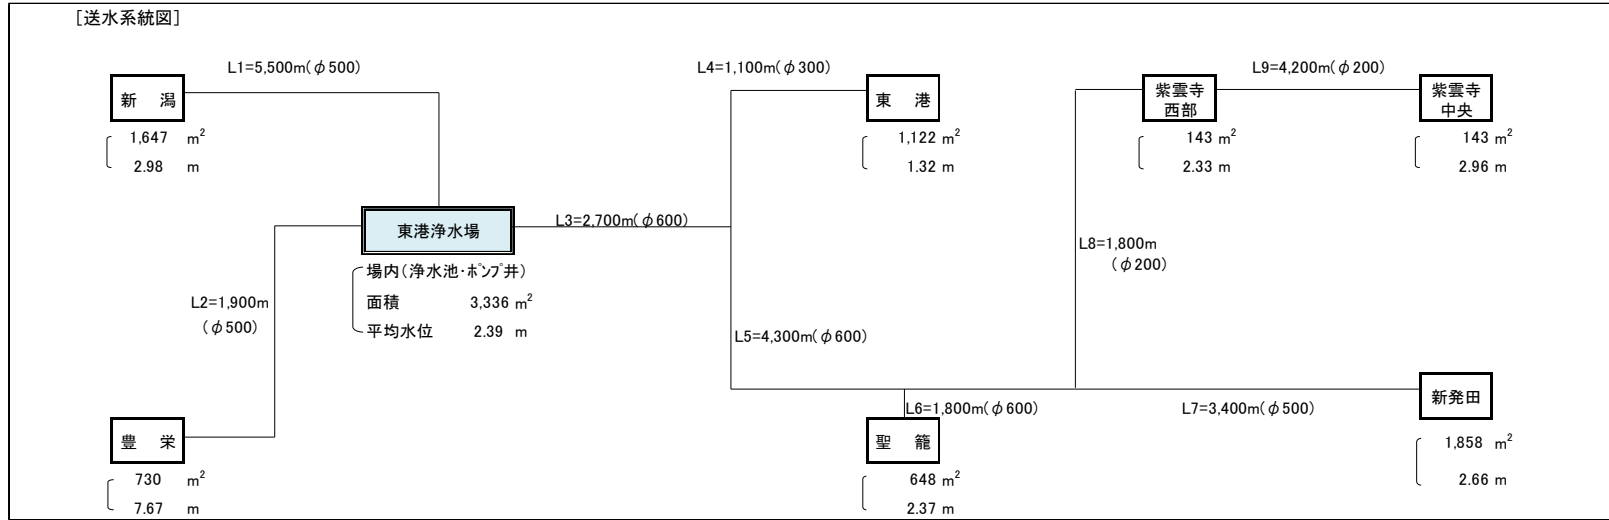 [送水系統図]
L1=5,500m(φ500)
L4=1,100m(φ300)
L9=4,200m(φ200)
新 潟
1,647 m²
2.98 m
東 港
1,122 m²
1.32 m
紫雲寺
西部
143 m²
2.33 m
紫雲寺
中央
143 m²
2.96 m
東港浄水場
L3=2,700m(φ600)
場内(浄水池・ポンプ井)
面積 3,336 m²
平均水位 2.39 m
L8=1,800m
(φ200)
L2=1,900m
(φ500)
L5=4,300m(φ600)
L6=1,800m(φ600)
L7=3,400m(φ500)
新発田
1,858 m²
2.66 m
豊 栄
730 m²
7.67 m
聖 籠
648 m²
2.37 m